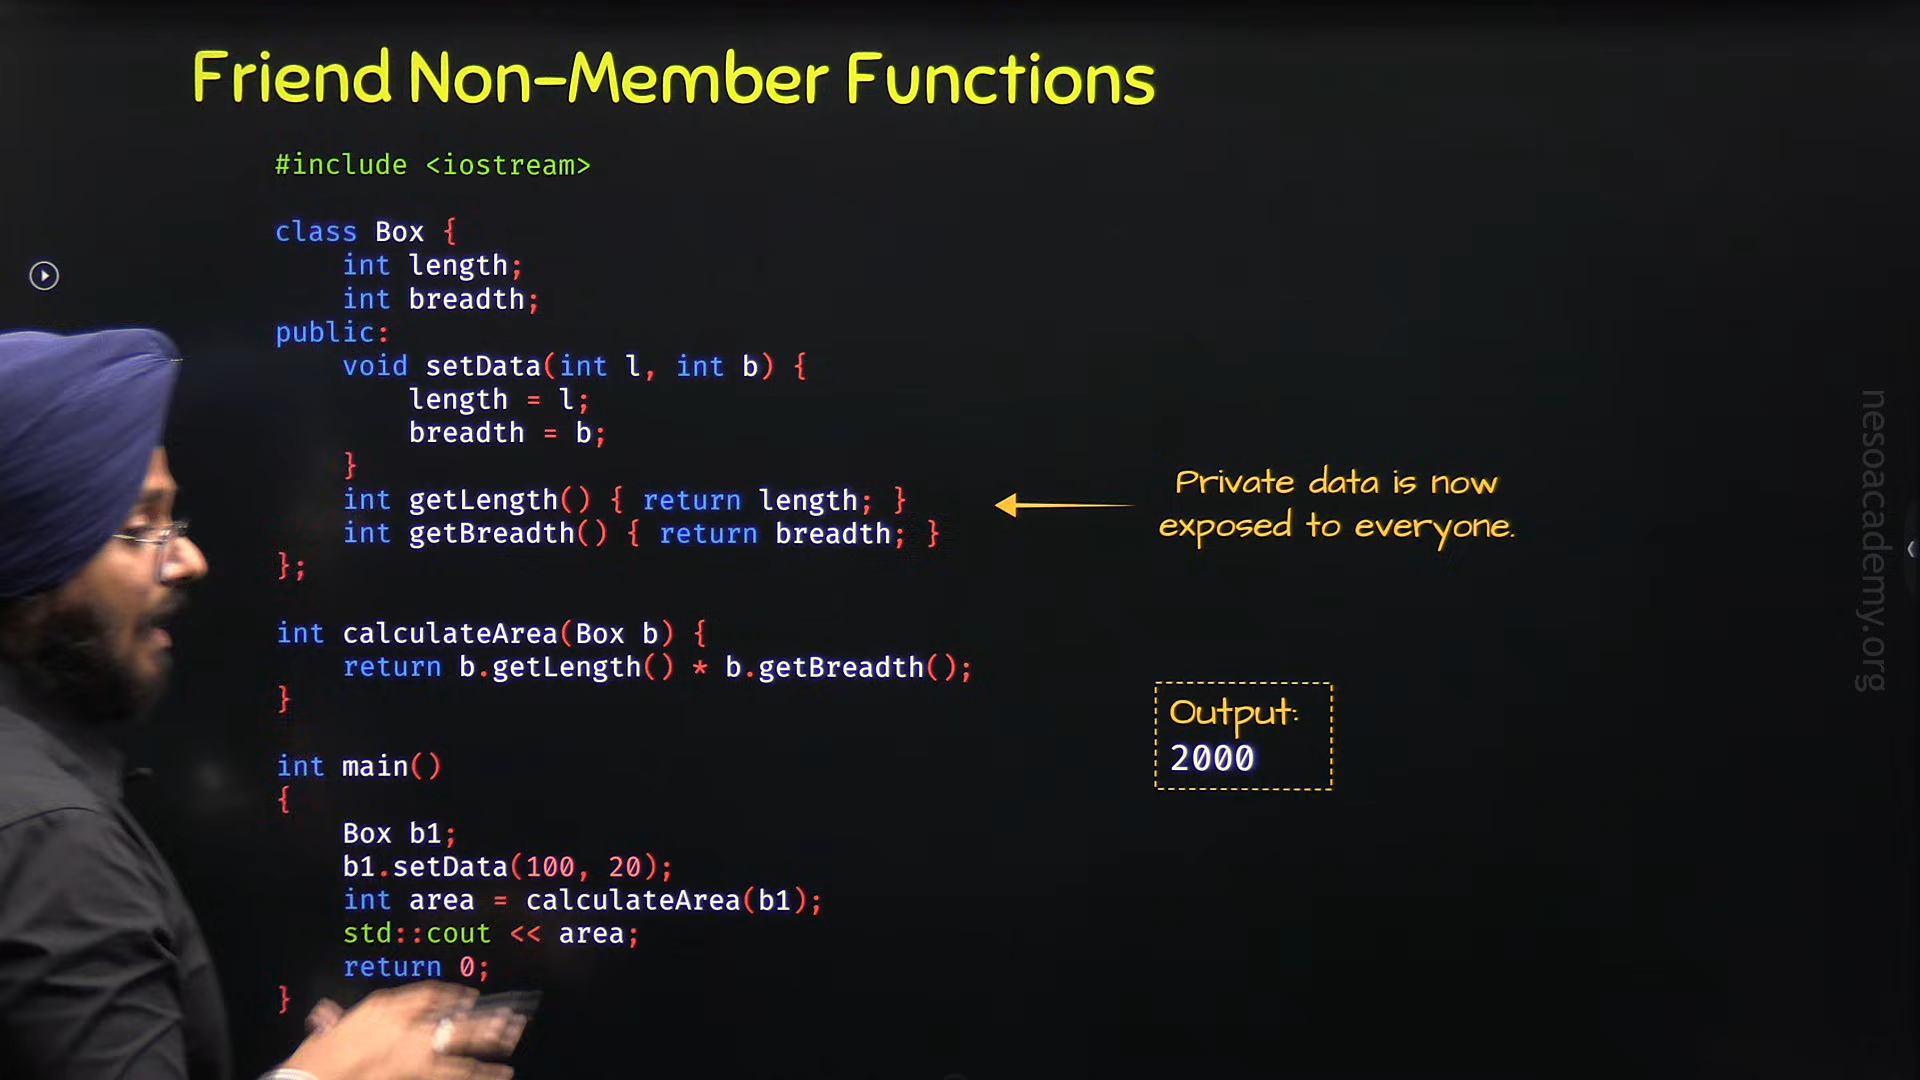 Friend Non-Member Functions
#include <iostream>
class Box {
    int length;
    int breadth;
public:
    void setData(int l, int b) {
        length = l;
        breadth = b;
    }
    int getLength() { return length; }
    int getBreadth() { return breadth; }
};
Private data is now
exposed to everyone.
int calculateArea(Box b) {
    return b.getLength() * b.getBreadth();
}
Output:
2000
int main()
{
    Box b1;
    b1.setData(100, 20);
    int area = calculateArea(b1);
    std::cout << area;
    return 0;
}
nesoacademy.org